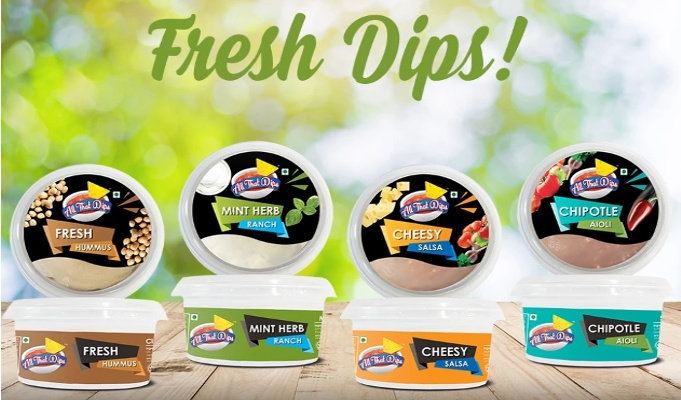 Fresh Dips!
All That Dips
FRESH
HUMMUS
All That Dips
MINT HERB
RANCH
All That Dips
CHEESY
SALSA
All That Dips
CHIPOTLE
AIOLI
All That Dips
FRESH
HUMMUS
All That Dips
MINT HERB
RANCH
All That Dips
CHEESY
SALSA
All That Dips
CHIPOTLE
AIOLI